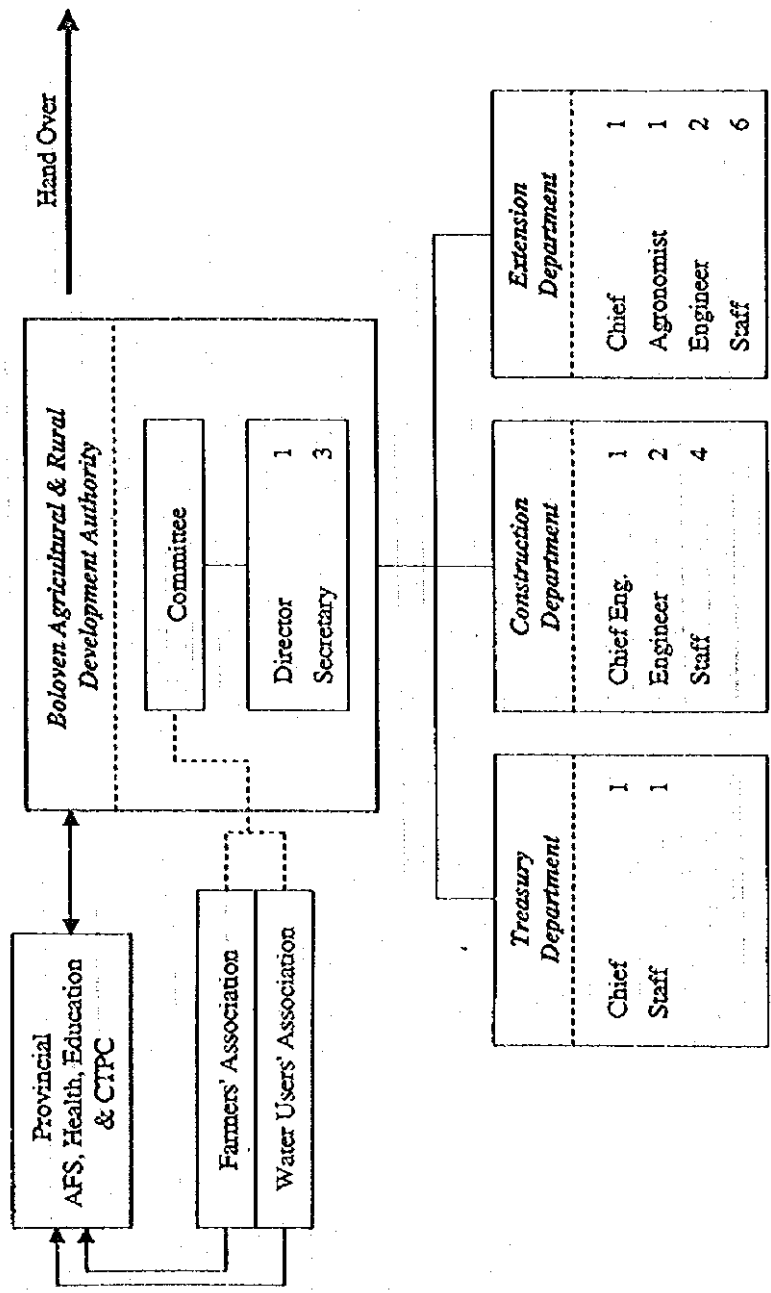 Hand Over
Provincial
AFS, Health, Education
& CTPC
Boloven Agricultural & Rural
Development Authority
Committee
Director 1
Secretary 3
Farmers' Association
Water Users' Association
Treasury
Department
Chief 1
Staff 1
Construction
Department
Chief Eng. 1
Engineer 2
Staff 4
Extension
Department
Chief 1
Agronomist 1
Engineer 2
Staff 6